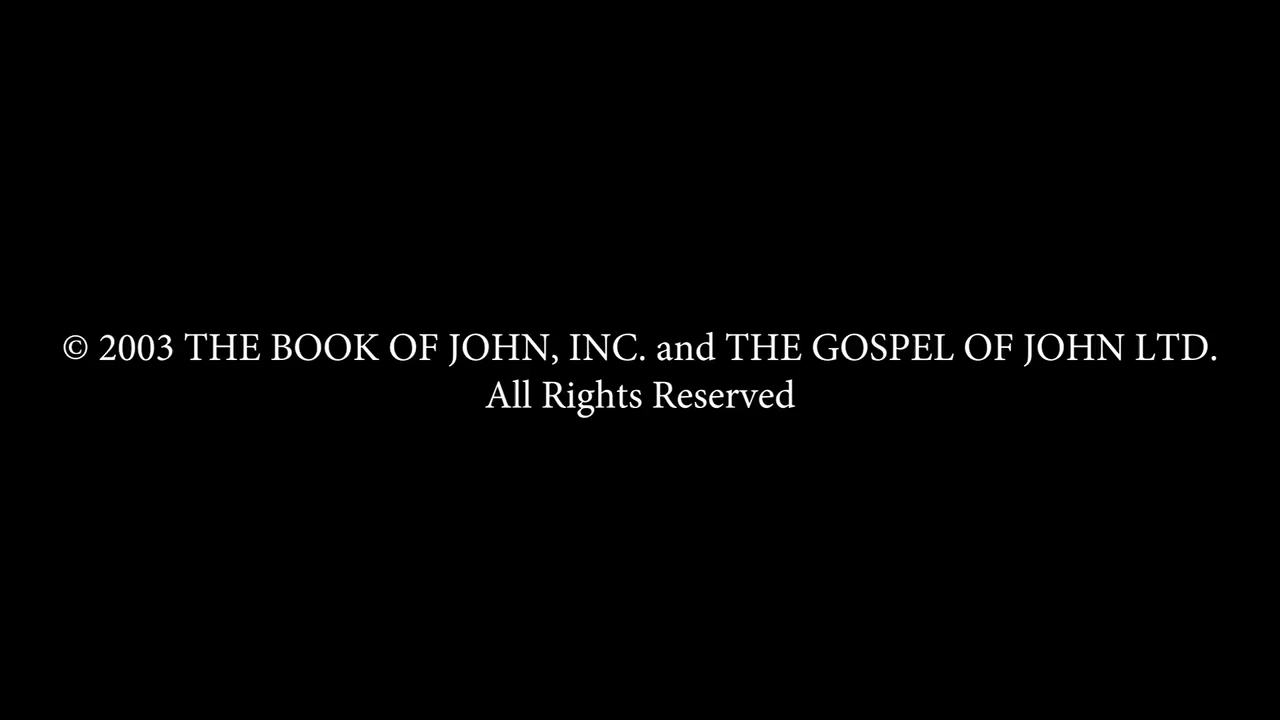 © 2003 THE BOOK OF JOHN, INC. and THE GOSPEL OF JOHN LTD.
All Rights Reserved